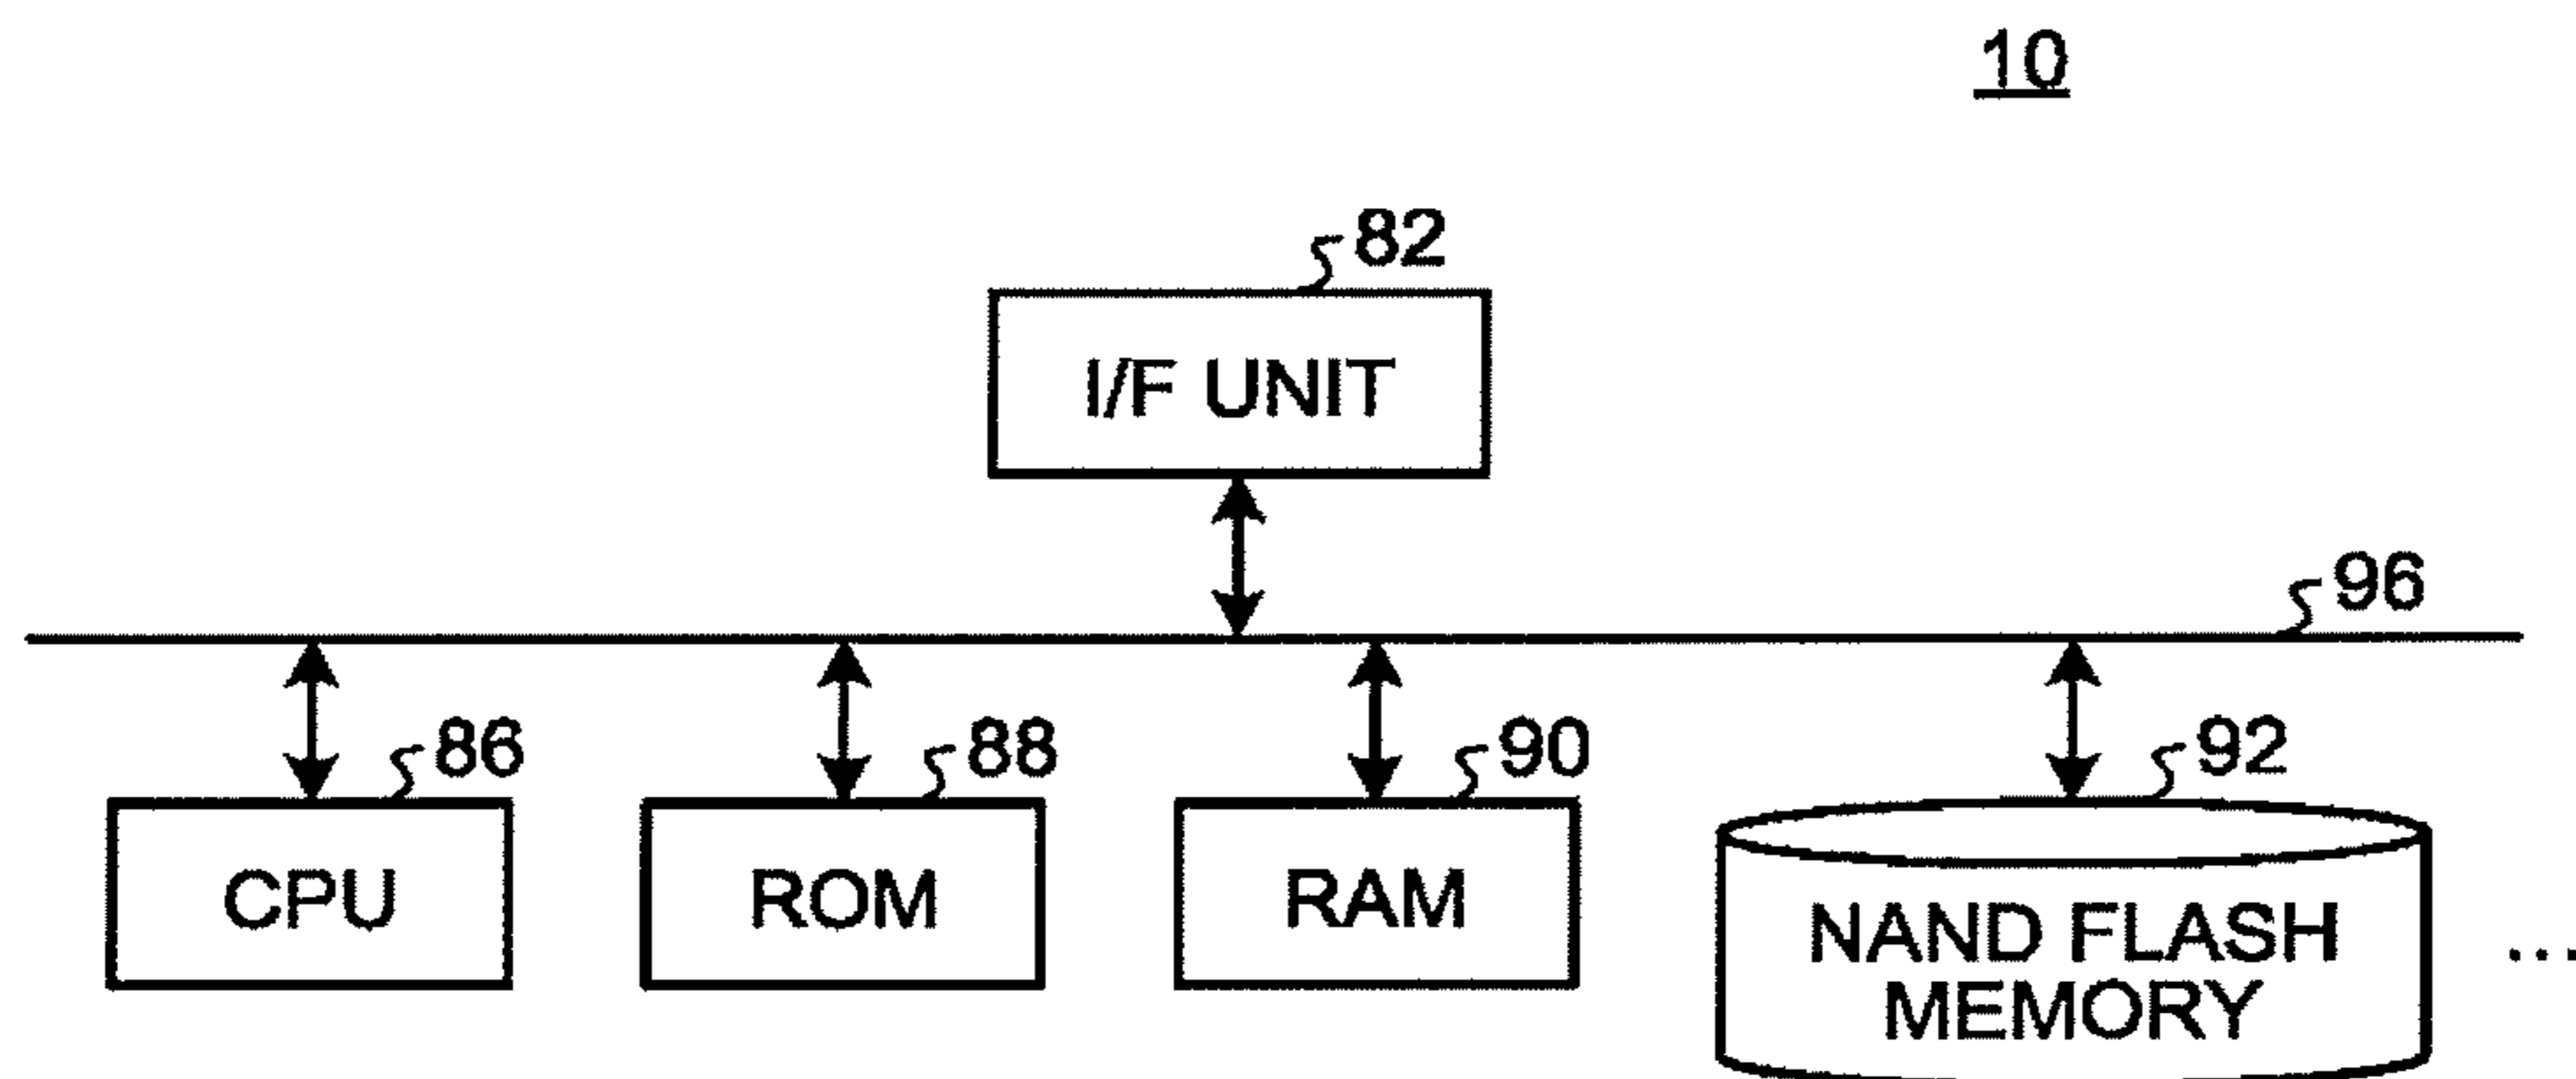 10
82
I/F UNIT
96
86
88
90
92
CPU
ROM
RAM
NAND FLASH
MEMORY
...